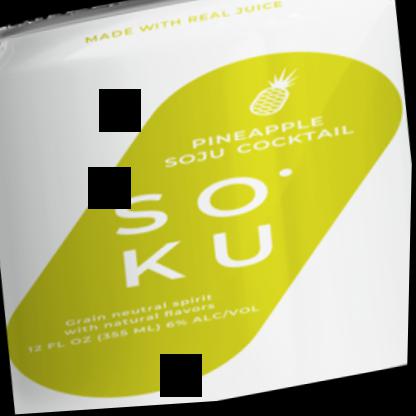 MADE WITH REAL JUICE
PINEAPPLE
SOJU COCKTAIL
SO
KU
Grain neutral spirit
with natural flavors
12 FL OZ (355 ML) 6% ALC/VOL